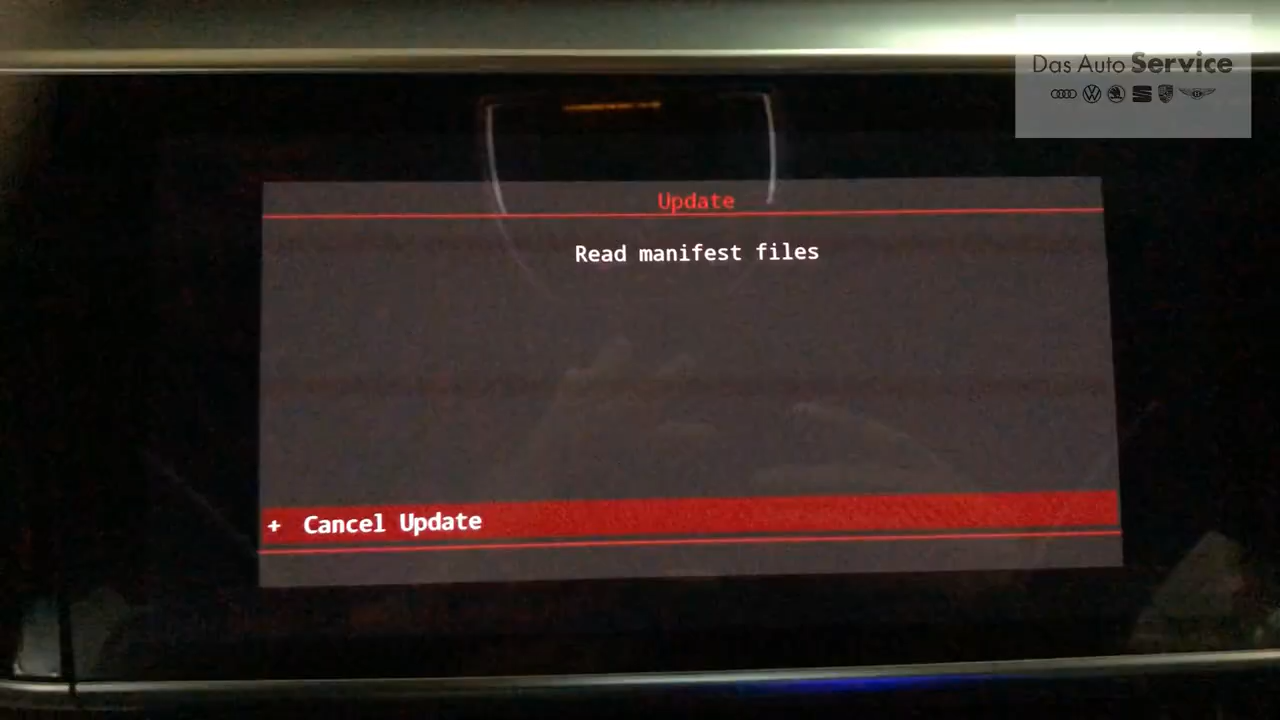 Das Auto Service
Update
Read manifest files
+ Cancel Update